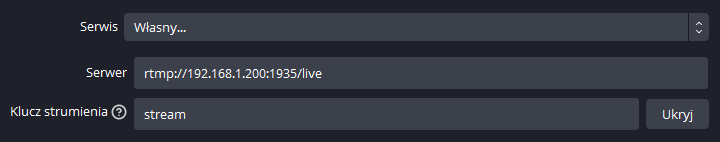 Serwis Własny...
Serwer rtmp://192.168.1.200:1935/live
Klucz strumienia ? stream Ukryj